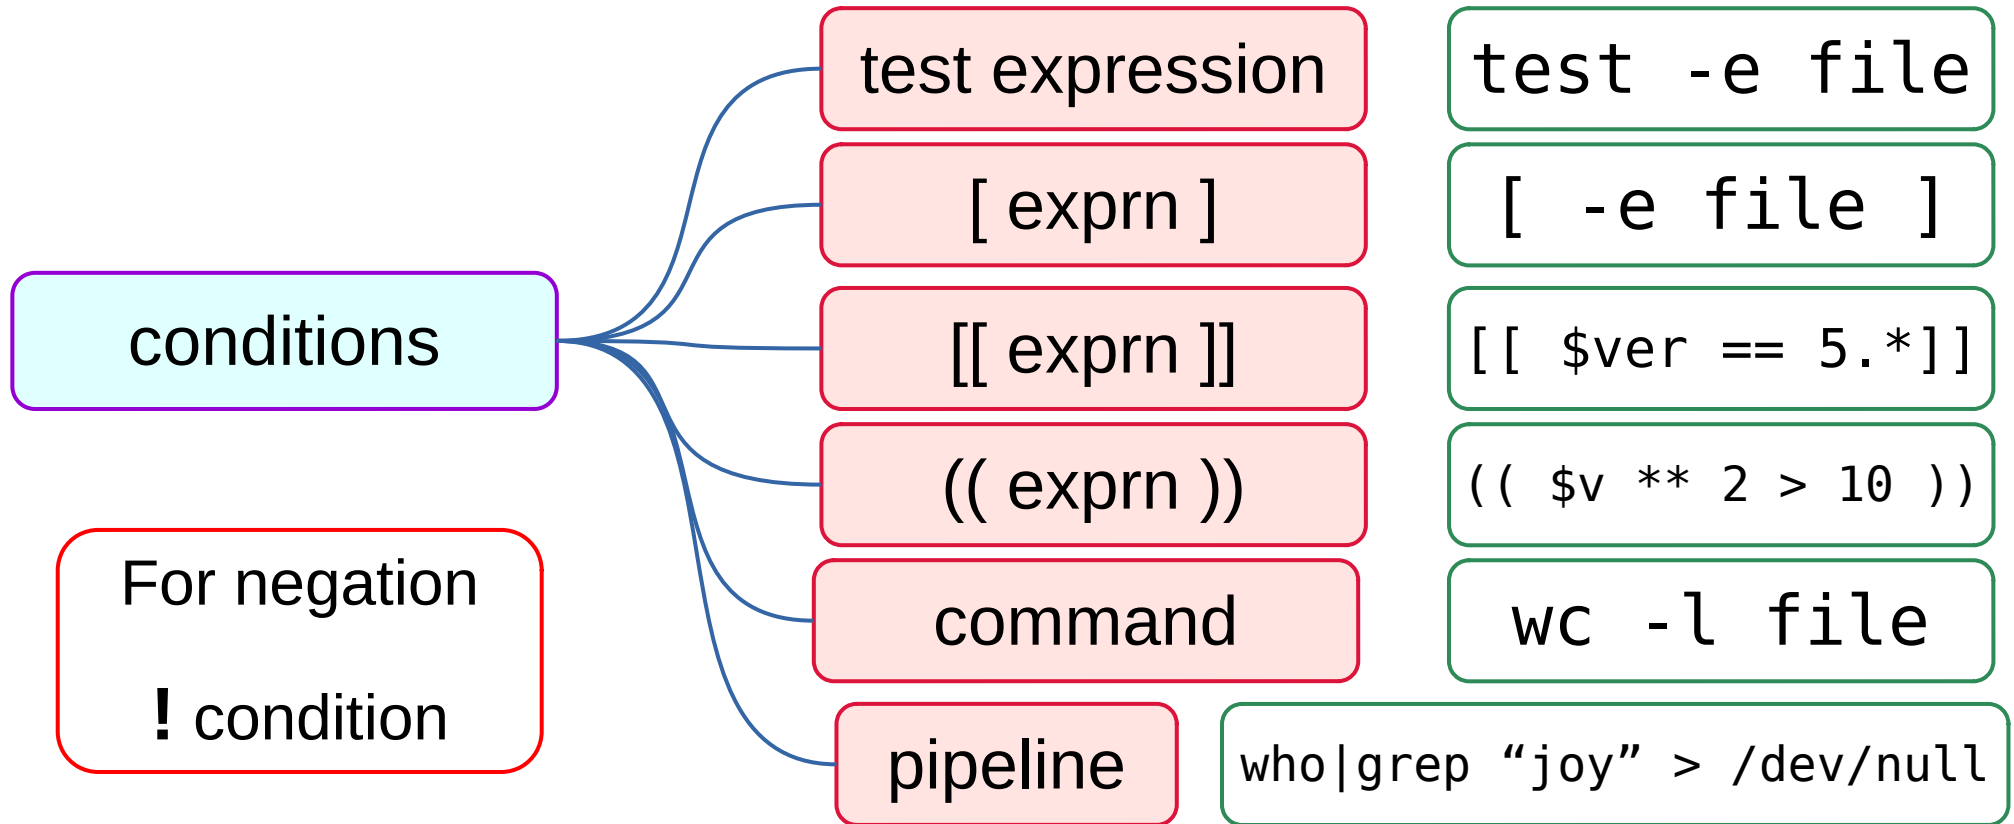 test expression
test -e file
[ exprn ]
[ -e file ]
conditions
[[ exprn ]]
[[ $ver == 5.*]]
(( exprn ))
(( $v ** 2 > 10 ))
For negation
! condition
command
wc -l file
pipeline
who|grep “joy” > /dev/null